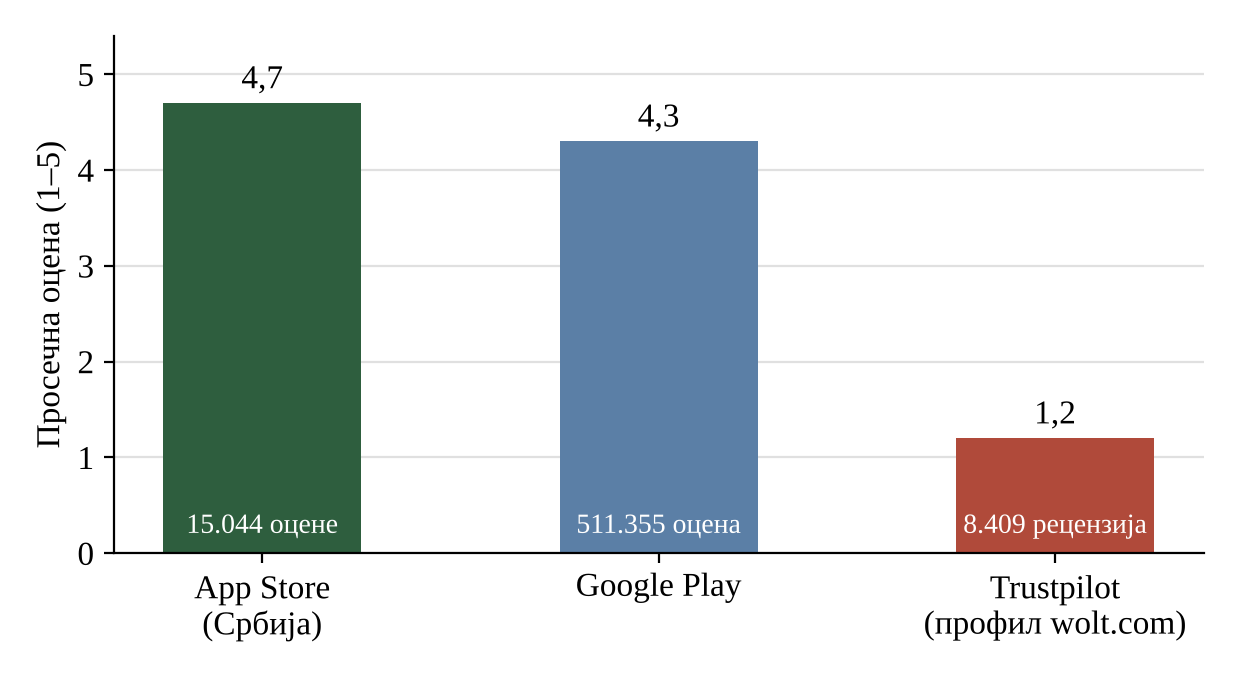 Просечна оцена (1–5)
5
4
3
2
1
0
4,7
4,3
1,2
15.044 оцене
511.355 оцена
8.409 рецензија
App Store
(Србија)
Google Play
Trustpilot
(профил wolt.com)